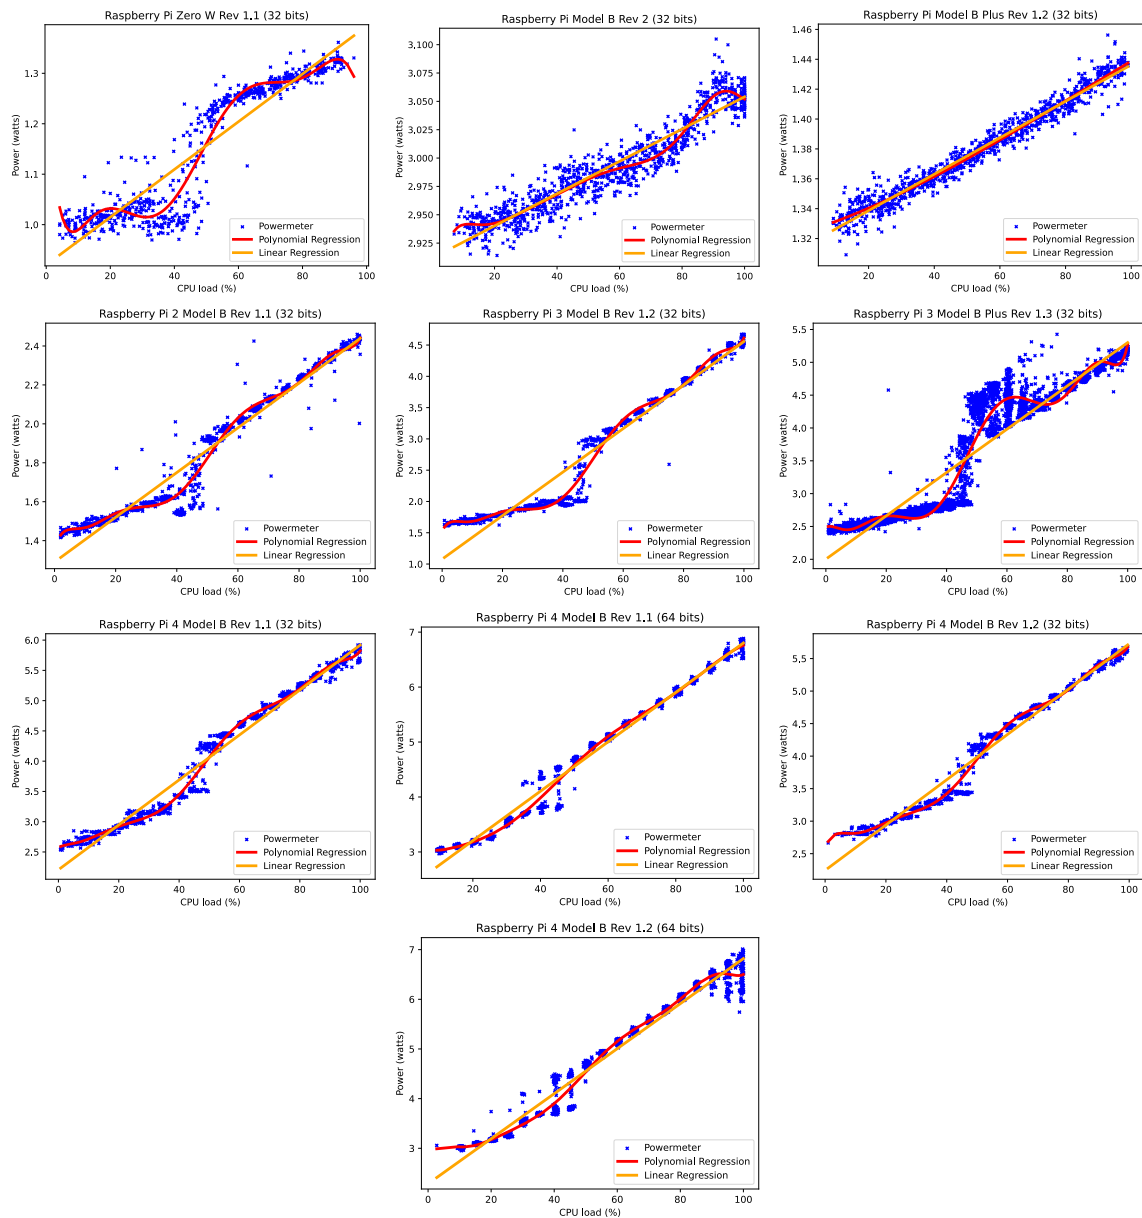 Raspberry Pi Zero W Rev 1.1 (32 bits)
Power (watts)
1.3
1.2
1.1
1.0
0
20
40
60
80
100
CPU load (%)
Powermeter
Polynomial Regression
Linear Regression
Raspberry Pi Model B Rev 2 (32 bits)
Power (watts)
3,100
3,075
3,050
3,025
3,000
2,975
2,950
2,925
20
40
60
80
100
CPU load (%)
Powermeter
Polynomial Regression
Linear Regression
Raspberry Pi Model B Plus Rev 1.2 (32 bits)
Power (watts)
1.46
1.44
1.42
1.40
1.38
1.36
1.34
1.32
20
40
60
80
100
CPU load (%)
Powermeter
Polynomial Regression
Linear Regression
Raspberry Pi 2 Model B Rev 1.1 (32 bits)
Power (watts)
2.4
2.2
2.0
1.8
1.6
1.4
0
20
40
60
80
100
CPU load (%)
Powermeter
Polynomial Regression
Linear Regression
Raspberry Pi 3 Model B Rev 1.2 (32 bits)
Power (watts)
4.5
4.0
3.5
3.0
2.5
2.0
1.5
1.0
0
20
40
60
80
100
CPU load (%)
Powermeter
Polynomial Regression
Linear Regression
Raspberry Pi 3 Model B Plus Rev 1.3 (32 bits)
Power (watts)
5.5
5.0
4.5
4.0
3.5
3.0
2.5
2.0
0
20
40
60
80
100
CPU load (%)
Powermeter
Polynomial Regression
Linear Regression
Raspberry Pi 4 Model B Rev 1.1 (32 bits)
Power (watts)
6.0
5.5
5.0
4.5
4.0
3.5
3.0
2.5
0
20
40
60
80
100
CPU load (%)
Powermeter
Polynomial Regression
Linear Regression
Raspberry Pi 4 Model B Rev 1.1 (64 bits)
Power (watts)
7
6
5
4
3
20
40
60
80
100
CPU load (%)
Powermeter
Polynomial Regression
Linear Regression
Raspberry Pi 4 Model B Rev 1.2 (32 bits)
Power (watts)
5.5
5.0
4.5
4.0
3.5
3.0
2.5
0
20
40
60
80
100
CPU load (%)
Powermeter
Polynomial Regression
Linear Regression
Raspberry Pi 4 Model B Rev 1.2 (64 bits)
Power (watts)
7
6
5
4
3
0
20
40
60
80
100
CPU load (%)
Powermeter
Polynomial Regression
Linear Regression